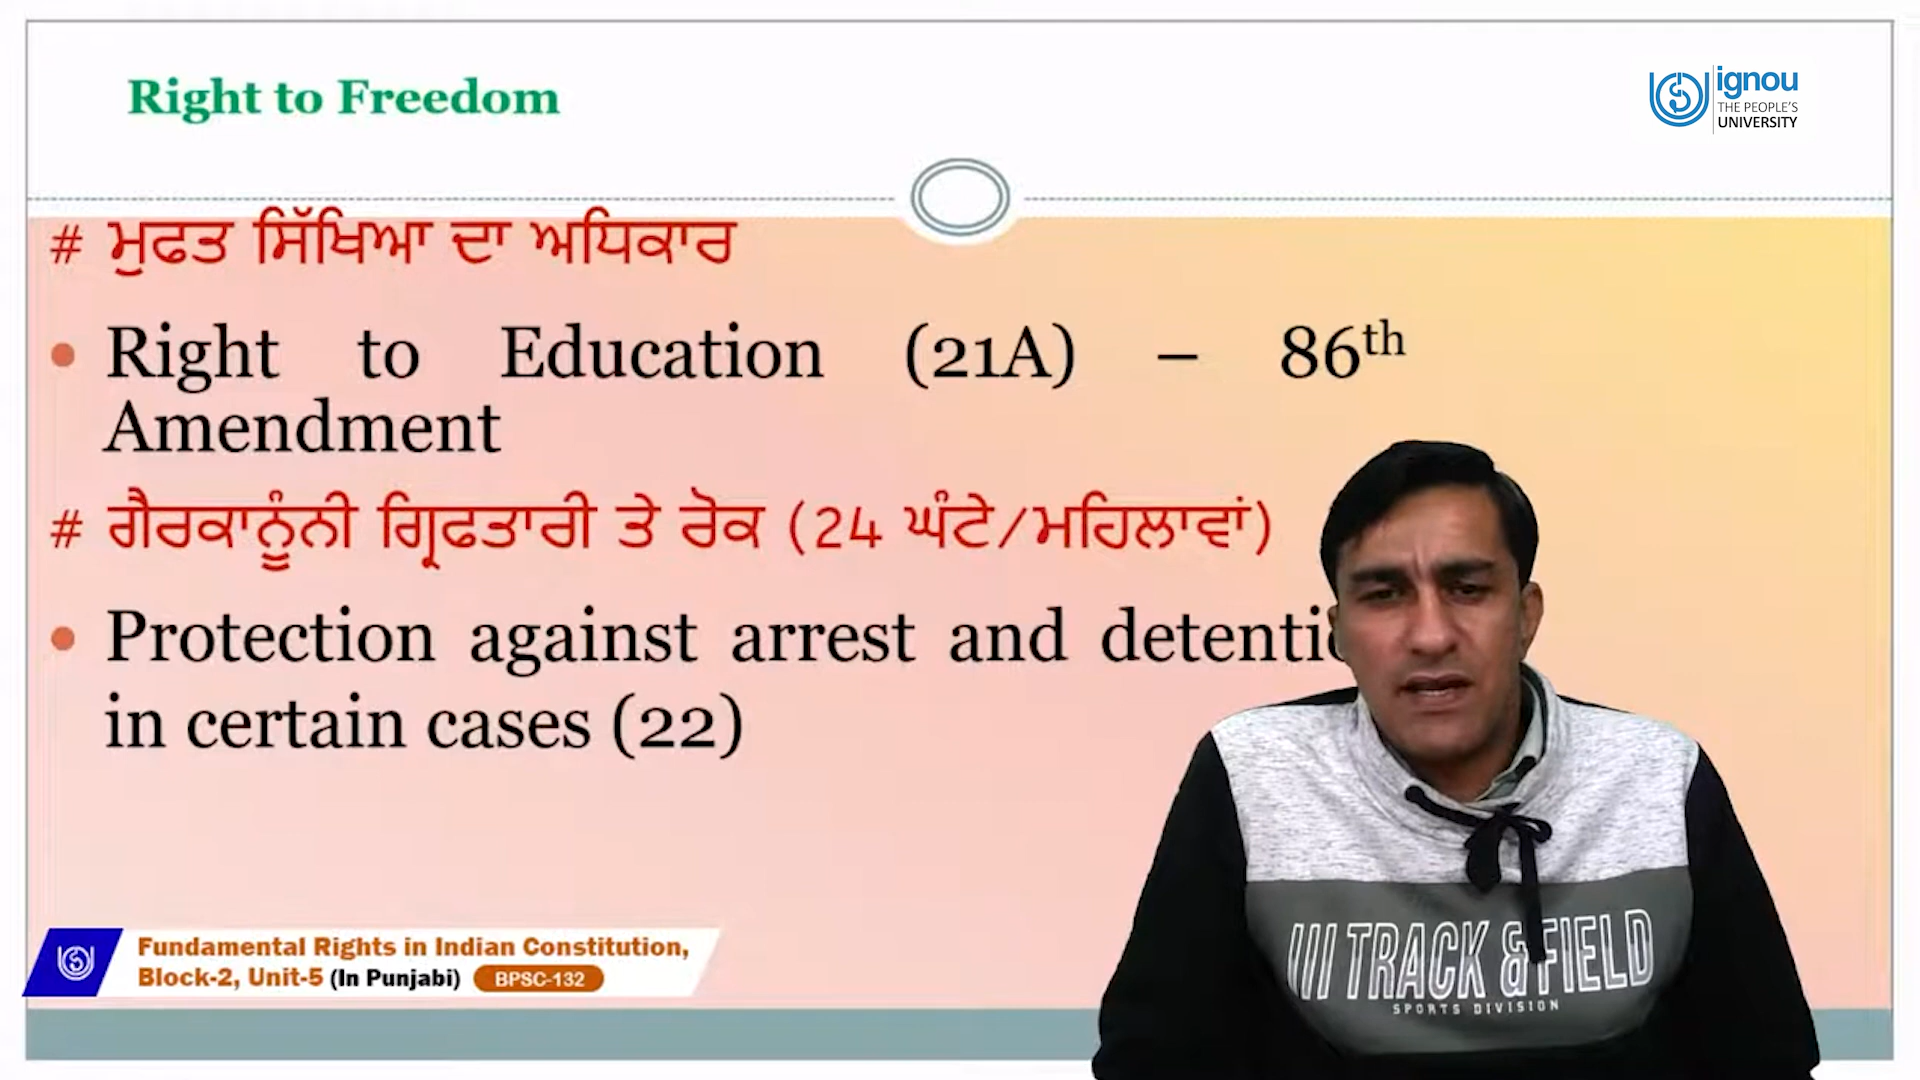 Right to Freedom
ignou
THE PEOPLE'S
UNIVERSITY
# ਮੁਫਤ ਸਿੱਖਿਆ ਦਾ ਅਧਿਕਾਰ
• Right to Education (21A) – 86th
Amendment
# ਗੈਰਕਾਨੂੰਨੀ ਗ੍ਰਿਫਤਾਰੀ ਤੇ ਰੋਕ (24 ਘੰਟੇ/ਮਹਿਲਾਵਾਂ)
• Protection against arrest and
in certain cases (22)
Fundamental Rights in Indian Constitution,
Block-2, Unit-5 (In Punjabi) BPSC-132
TRACK & FIELD
SPORTS DIVISION